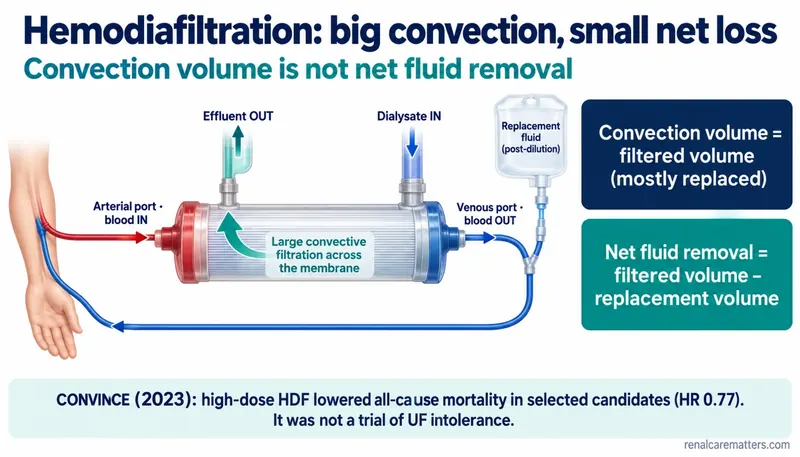 Hemodiafiltration: big convection, small net loss
Convection volume is not net fluid removal
Effluent OUT
Dialysate IN
Replacement
fluid
(post-dilution)
Arterial port ·
blood IN
Venous port ·
blood OUT
Large convective
filtration across
the membrane
Convection volume =
filtered volume
(mostly replaced)
Net fluid removal =
filtered volume –
replacement volume
CONVINCE (2023): high-dose HDF lowered all-cause mortality in selected candidates (HR 0.77).
It was not a trial of UF intolerance.
renalcarematters.com